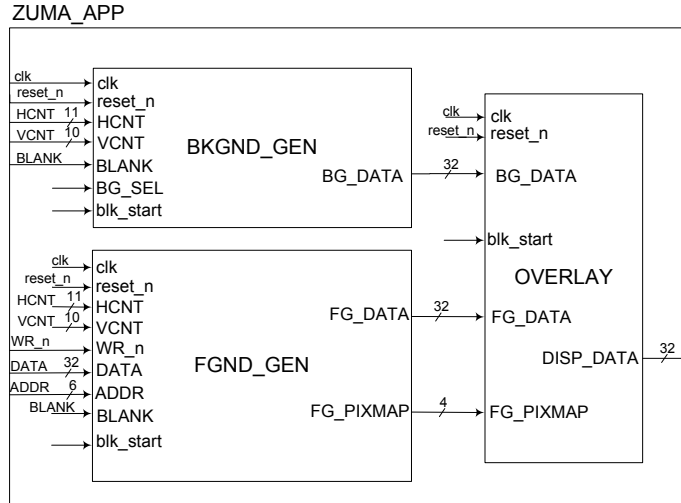 ZUMA_APP
clk
clk
reset_n
reset_n
HCNT 11
HCNT
VCNT 10
VCNT
BLANK
BLANK
BG_SEL
blk_start
BKGND_GEN
BG_DATA
32
clk
clk
reset_n
reset_n
BG_DATA
blk_start
OVERLAY
FG_DATA
DISP_DATA
32
FG_PIXMAP
clk
clk
reset_n
reset_n
HCNT 11
HCNT
VCNT 10
VCNT
WR_n
WR_n
DATA 32
DATA
ADDR 6
ADDR
BLANK
BLANK
blk_start
FGND_GEN
FG_DATA
32
FG_PIXMAP
4